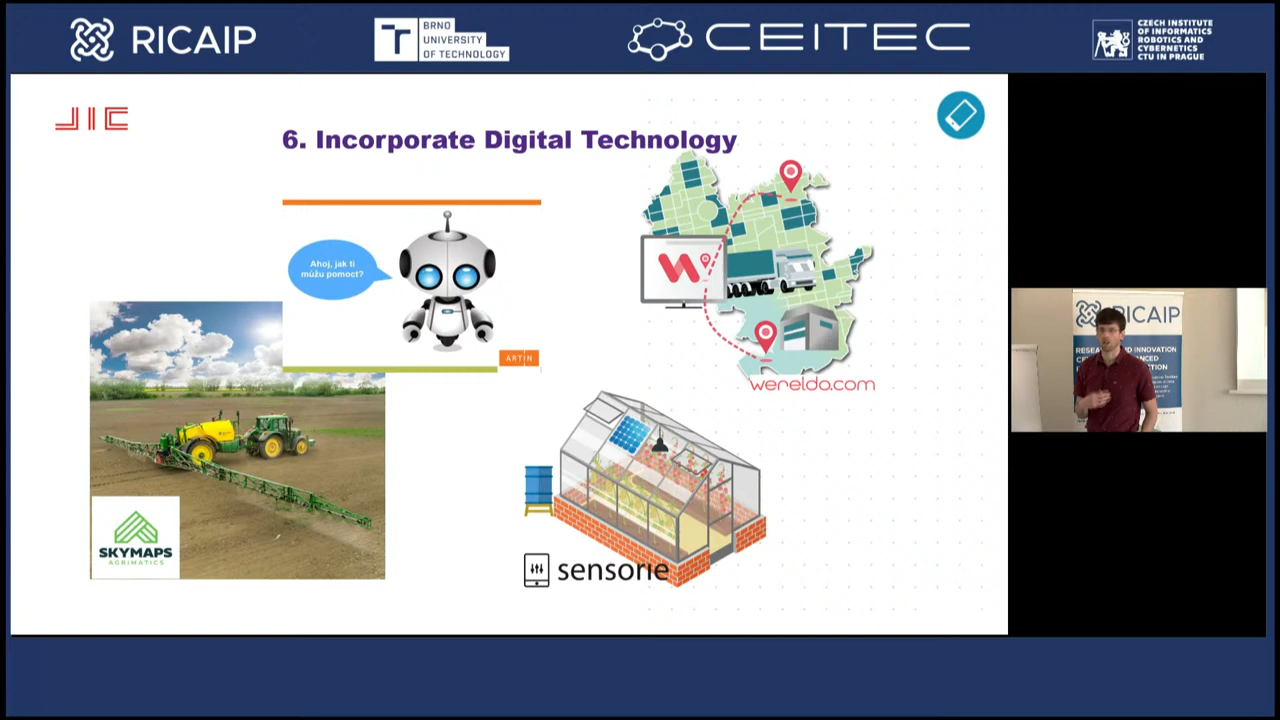 RICAIP
BRNO
UNIVERSITY
OF TECHNOLOGY
CEITEC
CZECH INSTITUTE
OF INFORMATICS
ROBOTICS AND
CYBERNETICS
CTU IN PRAGUE
JIC
6. Incorporate Digital Technology
Ahoj, jak ti
můžu pomoct?
ARTIN
wereldo.com
SKYMAPS
AGRIMATICS
sensorie
RICAIP